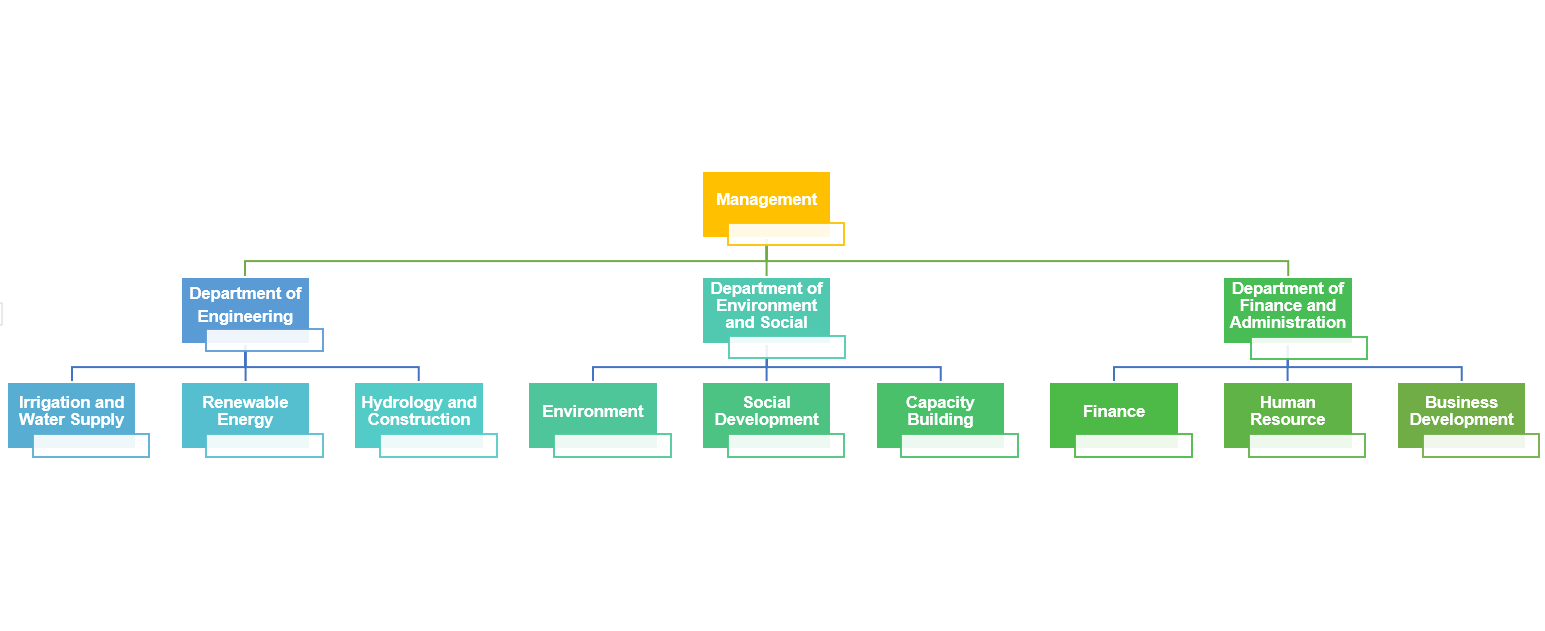 Management
Department of
Engineering
Department of
Environment
and Social
Department of
Finance and
Administration
Irrigation and
Water Supply
Renewable
Energy
Hydrology and
Construction
Environment
Social
Development
Capacity
Building
Finance
Human
Resource
Business
Development